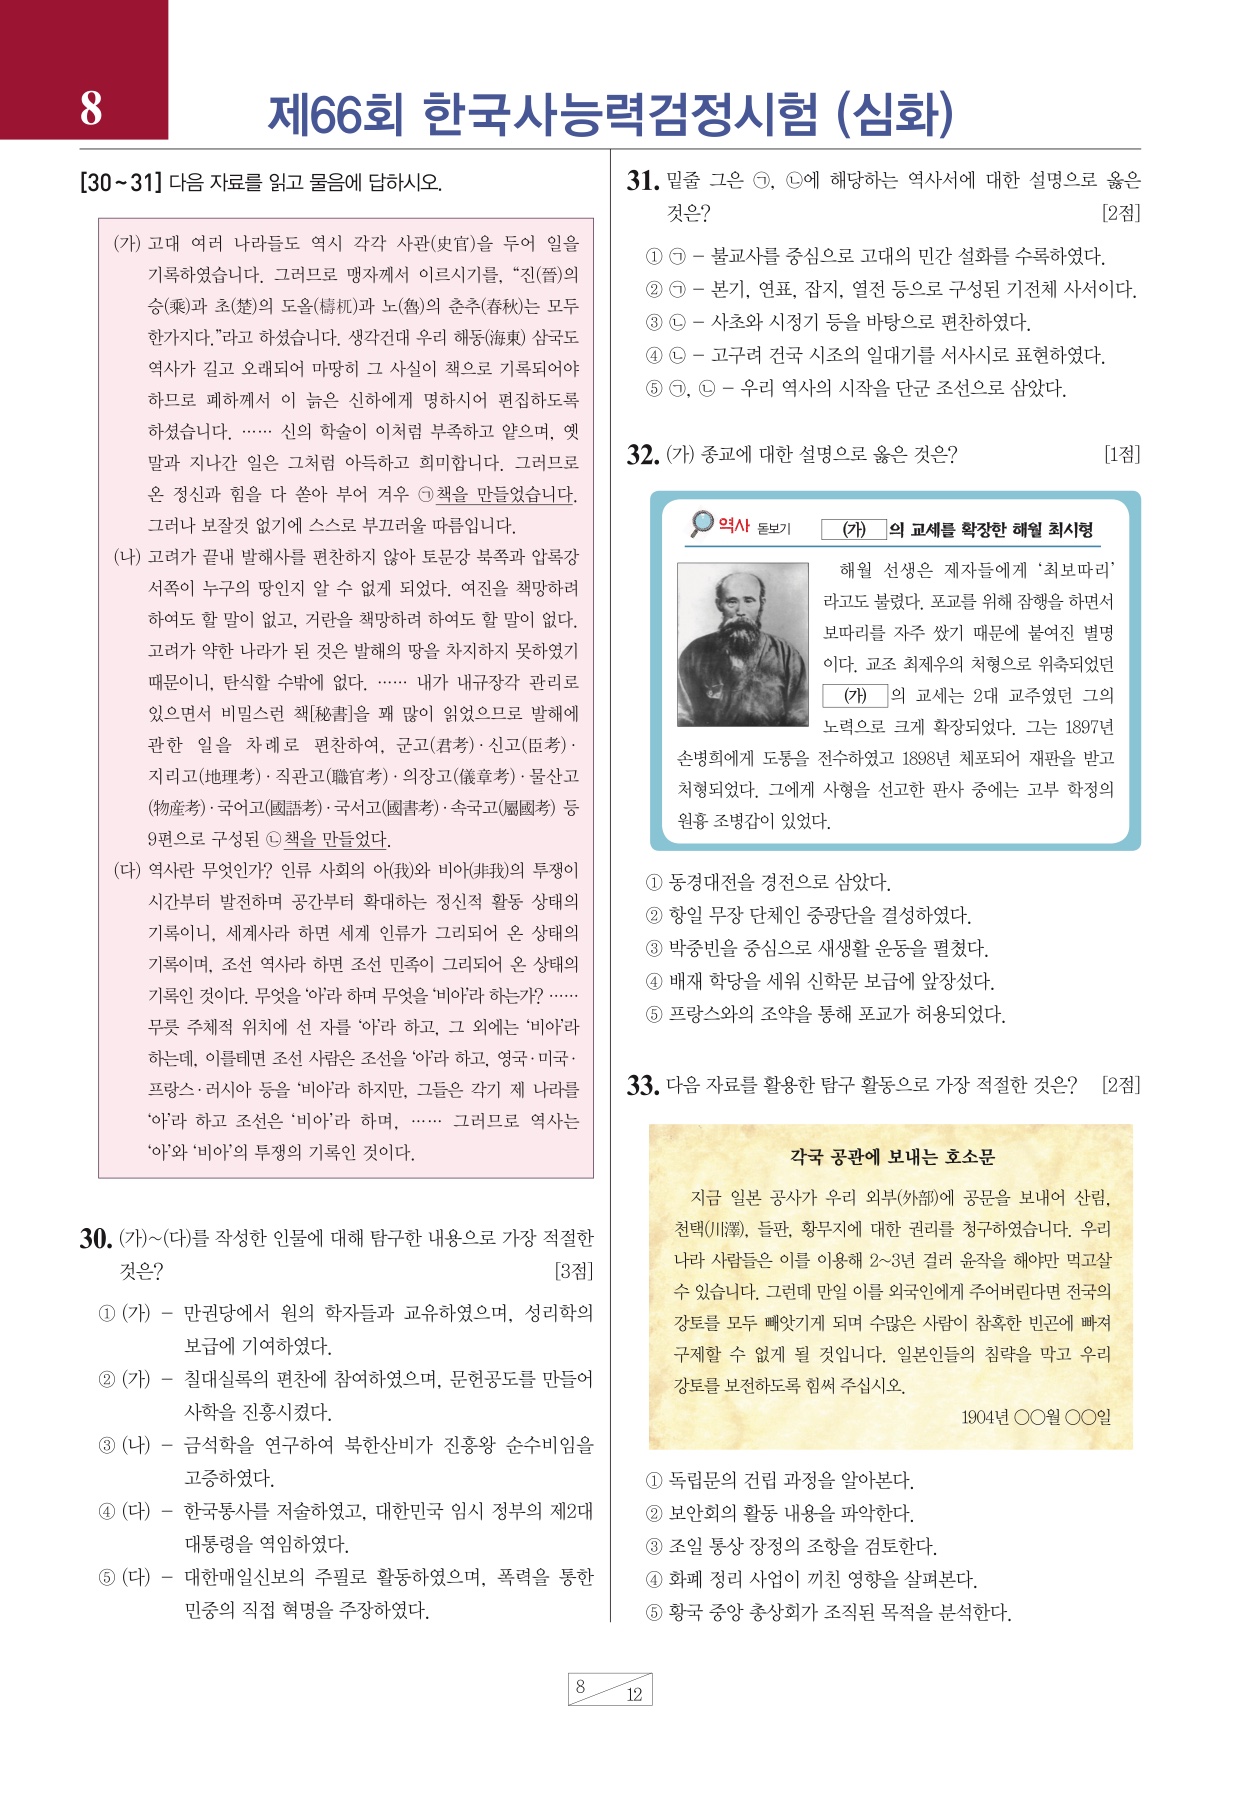 8
제66회 한국사능력검정시험 (심화)
[30~31] 다음 자료를 읽고 물음에 답하시오.
(가) 고대 여러 나라들도 역시 각각 사관(史官)을 두어 일을
기록하였습니다. 그러므로 맹자께서 이르시기를, “진(晉)의
승(乘)과 초(楚)의 도올(檮杌)과 노(魯)의 춘추(春秋)는 모두
한가지다.”라고 하셨습니다. 생각건대 우리 해동(海東) 삼국도
역사가 길고 오래되어 마땅히 그 사실이 책으로 기록되어야
하므로 폐하께서 이 늙은 신하에게 명하시어 편집하도록
하셨습니다. …… 신의 학술이 이처럼 부족하고 얕으며, 옛
말과 지나간 일은 그처럼 아득하고 희미합니다. 그러므로
온 정신과 힘을 다 쏟아 부어 겨우 ㉠책을 만들었습니다.
그러나 보잘것 없기에 스스로 부끄러울 따름입니다.
(나) 고려가 끝내 발해사를 편찬하지 않아 토문강 북쪽과 압록강
서쪽이 누구의 땅인지 알 수 없게 되었다. 여진을 책망하려
하여도 할 말이 없고, 거란을 책망하려 하여도 할 말이 없다.
고려가 약한 나라가 된 것은 발해의 땅을 차지하지 못하였기
때문이니, 탄식할 수밖에 없다. …… 내가 내규장각 관리로
있으면서 비밀스런 책[秘書]을 꽤 많이 읽었으므로 발해에
관한 일을 차례로 편찬하여, 군고(君考)·신고(臣考)·
지리고(地理考)·직관고(職官考)·의장고(儀章考)·물산고
(物産考)·국어고(國語考)·국서고(國書考)·속국고(屬國考) 등
9편으로 구성된 ㉡책을 만들었다.
(다) 역사란 무엇인가? 인류 사회의 아(我)와 비아(非我)의 투쟁이
시간부터 발전하며 공간부터 확대하는 정신적 활동 상태의
기록이니, 세계사라 하면 세계 인류가 그리되어 온 상태의
기록이며, 조선 역사라 하면 조선 민족이 그리되어 온 상태의
기록인 것이다. 무엇을 ‘아’라 하며 무엇을 ‘비아’라 하는가? ……
무릇 주체적 위치에 선 자를 ‘아’라 하고, 그 외에는 ‘비아’라
하는데, 이를테면 조선 사람은 조선을 ‘아’라 하고, 영국·미국·
프랑스·러시아 등을 ‘비아’라 하지만, 그들은 각기 제 나라를
‘아’라 하고 조선은 ‘비아’라 하며, …… 그러므로 역사는
‘아’와 ‘비아’의 투쟁의 기록인 것이다.
30. (가)~(다)를 작성한 인물에 대해 탐구한 내용으로 가장 적절한
것은? [3점]
① (가) - 만권당에서 원의 학자들과 교유하였으며, 성리학의
보급에 기여하였다.
② (가) - 칠대실록의 편찬에 참여하였으며, 문헌공도를 만들어
사학을 진흥시켰다.
③ (나) - 금석학을 연구하여 북한산비가 진흥왕 순수비임을
고증하였다.
④ (다) - 한국통사를 저술하였고, 대한민국 임시 정부의 제2대
대통령을 역임하였다.
⑤ (다) - 대한매일신보의 주필로 활동하였으며, 폭력을 통한
민중의 직접 혁명을 주장하였다.
31. 밑줄 그은 ㉠, ㉡에 해당하는 역사서에 대한 설명으로 옳은
것은? [2점]
① ㉠ - 불교사를 중심으로 고대의 민간 설화를 수록하였다.
② ㉠ - 본기, 연표, 잡지, 열전 등으로 구성된 기전체 사서이다.
③ ㉡ - 사초와 시정기 등을 바탕으로 편찬하였다.
④ ㉡ - 고구려 건국 시조의 일대기를 서사시로 표현하였다.
⑤ ㉠, ㉡ - 우리 역사의 시작을 단군 조선으로 삼았다.
32. (가) 종교에 대한 설명으로 옳은 것은? [1점]
역사 돋보기 (가) 의 교세를 확장한 해월 최시형
해월 선생은 제자들에게 ‘최보따리’
라고도 불렸다. 포교를 위해 잠행을 하면서
보따리를 자주 쌌기 때문에 붙여진 별명
이다. 교조 최제우의 처형으로 위축되었던
(가) 의 교세는 2대 교주였던 그의
노력으로 크게 확장되었다. 그는 1897년
손병희에게 도통을 전수하였고 1898년 체포되어 재판을 받고
처형되었다. 그에게 사형을 선고한 판사 중에는 고부 학정의
원흉 조병갑이 있었다.
① 동경대전을 경전으로 삼았다.
② 항일 무장 단체인 중광단을 결성하였다.
③ 박중빈을 중심으로 새생활 운동을 펼쳤다.
④ 배재 학당을 세워 신학문 보급에 앞장섰다.
⑤ 프랑스와의 조약을 통해 포교가 허용되었다.
33. 다음 자료를 활용한 탐구 활동으로 가장 적절한 것은? [2점]
각국 공관에 보내는 호소문
지금 일본 공사가 우리 외부(外部)에 공문을 보내어 산림,
천택(川澤), 들판, 황무지에 대한 권리를 청구하였습니다. 우리
나라 사람들은 이를 이용해 2~3년 걸러 윤작을 해야만 먹고살
수 있습니다. 그런데 만일 이를 외국인에게 주어버린다면 전국의
강토를 모두 빼앗기게 되며 수많은 사람이 참혹한 빈곤에 빠져
구제할 수 없게 될 것입니다. 일본인들의 침략을 막고 우리
강토를 보전하도록 힘써 주십시오.
1904년 ○○월 ○○일
① 독립문의 건립 과정을 알아본다.
② 보안회의 활동 내용을 파악한다.
③ 조일 통상 장정의 조항을 검토한다.
④ 화폐 정리 사업이 끼친 영향을 살펴본다.
⑤ 황국 중앙 총상회가 조직된 목적을 분석한다.
8 12